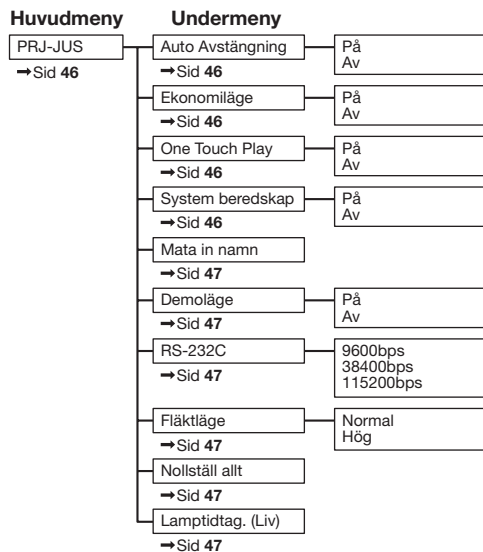 Huvudmeny Undermeny
PRJ-JUS Auto Avstängning På
Av
➞Sid 46 ➞Sid 46
Ekonomiläge På
Av
➞Sid 46
One Touch Play På
Av
➞Sid 46
System beredskap På
Av
➞Sid 46
Mata in namn
➞Sid 47
Demoläge På
Av
➞Sid 47
RS-232C 9600bps
38400bps
➞Sid 47 115200bps
Fläktläge Normal
Hög
➞Sid 47
Nollställ allt
➞Sid 47
Lamptidtag. (Liv)
➞Sid 47